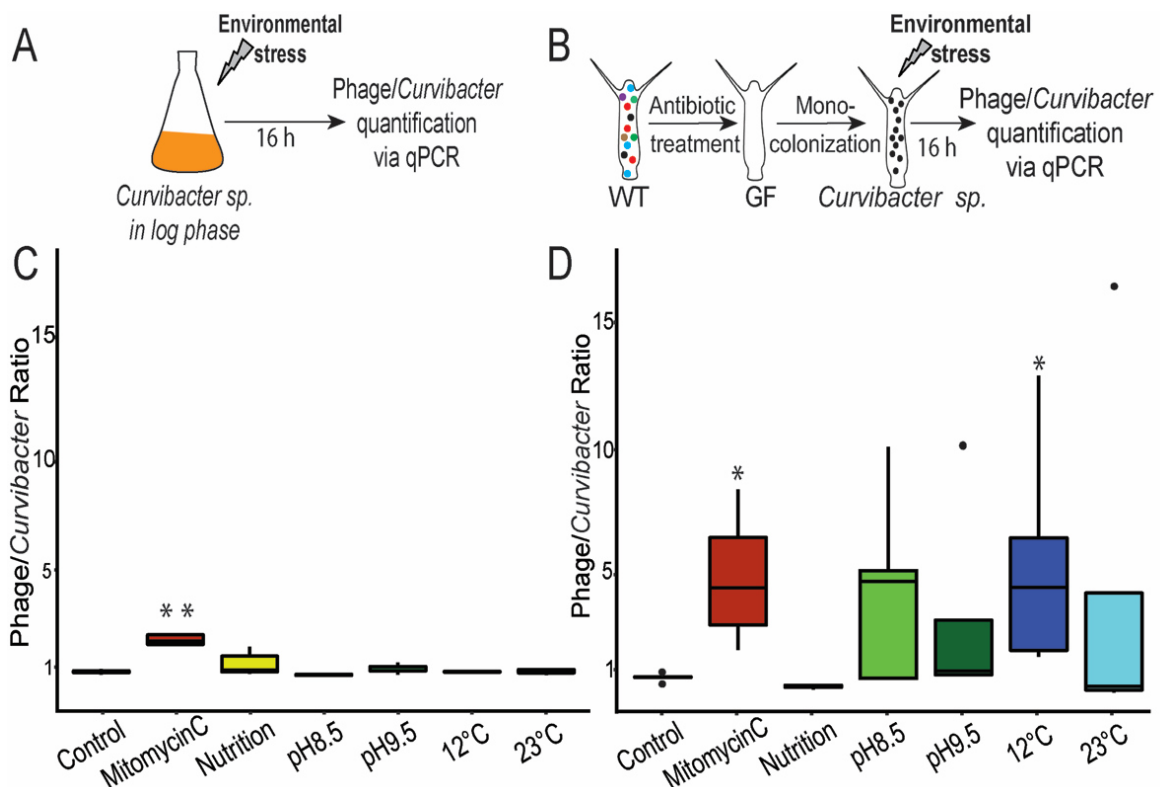 A
Environmental
stress
16 h
Phage/Curvibacter
quantification
via qPCR
Curvibacter sp.
in log phase
B
Environmental
stress
WT
Antibiotic
treatment
GF
Mono-
colonization
Curvibacter sp.
16 h
Phage/Curvibacter
quantification
via qPCR
C
Phage/Curvibacter Ratio
15
10
5
1
* *
Control
MitomycinC
Nutrition
pH8.5
pH9.5
12°C
23°C
D
Phage/Curvibacter Ratio
15
10
5
1
*
*
Control
MitomycinC
Nutrition
pH8.5
pH9.5
12°C
23°C